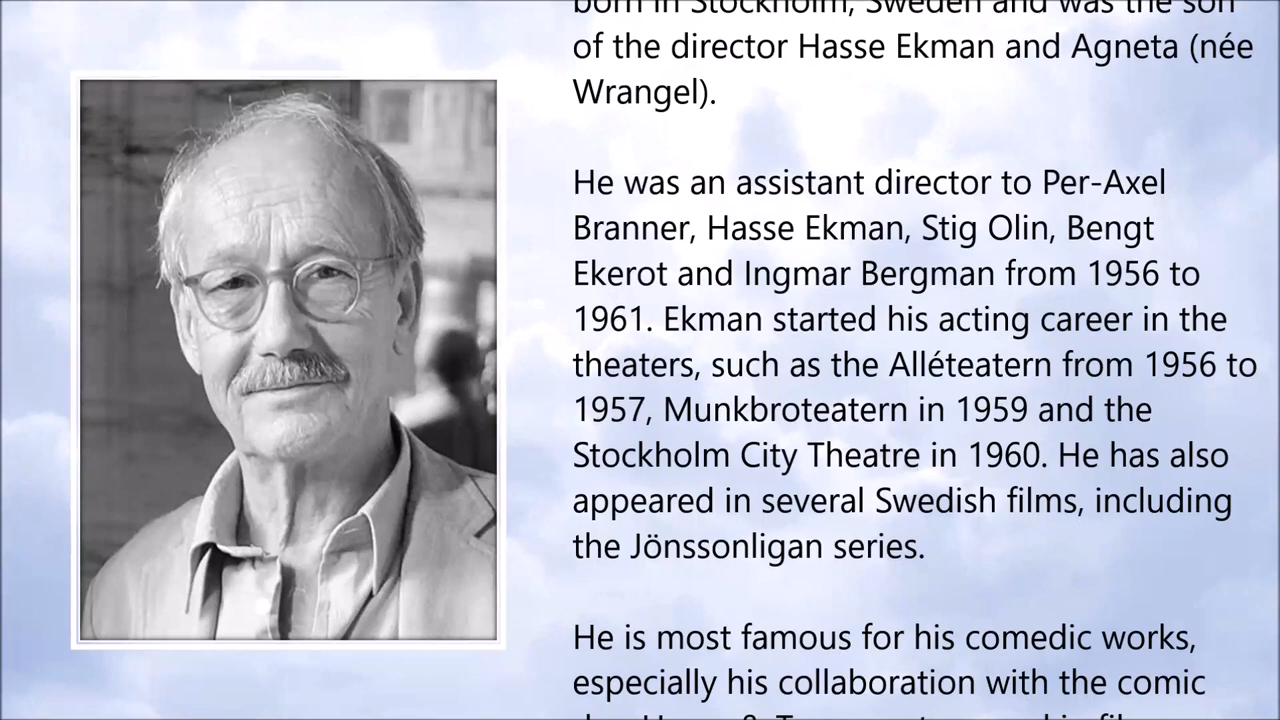 born in Stockholm, Sweden and was the son
of the director Hasse Ekman and Agneta (née
Wrangel).
He was an assistant director to Per-Axel
Branner, Hasse Ekman, Stig Olin, Bengt
Ekerot and Ingmar Bergman from 1956 to
1961. Ekman started his acting career in the
theaters, such as the Alléteatern from 1956 to
1957, Munkbroteatern in 1959 and the
Stockholm City Theatre in 1960. He has also
appeared in several Swedish films, including
the Jönssonligan series.
He is most famous for his comedic works,
especially his collaboration with the comic